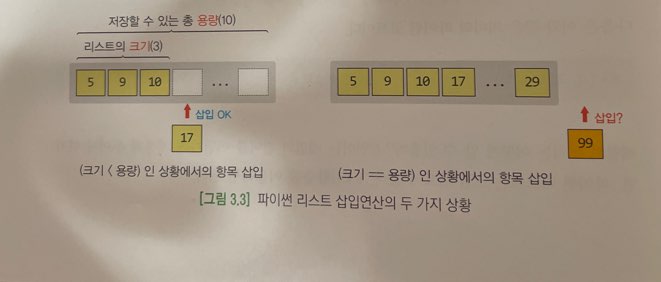 저장할 수 있는 총 용량(10)
리스트의 크기(3)
5 9 10 ...
삽입 OK
17
(크기 < 용량) 인 상황에서의 항목 삽입
5 9 10 17 ... 29
삽입?
99
(크기 == 용량) 인 상황에서의 항목 삽입
[그림 3.3] 파이썬 리스트 삽입연산의 두 가지 상황